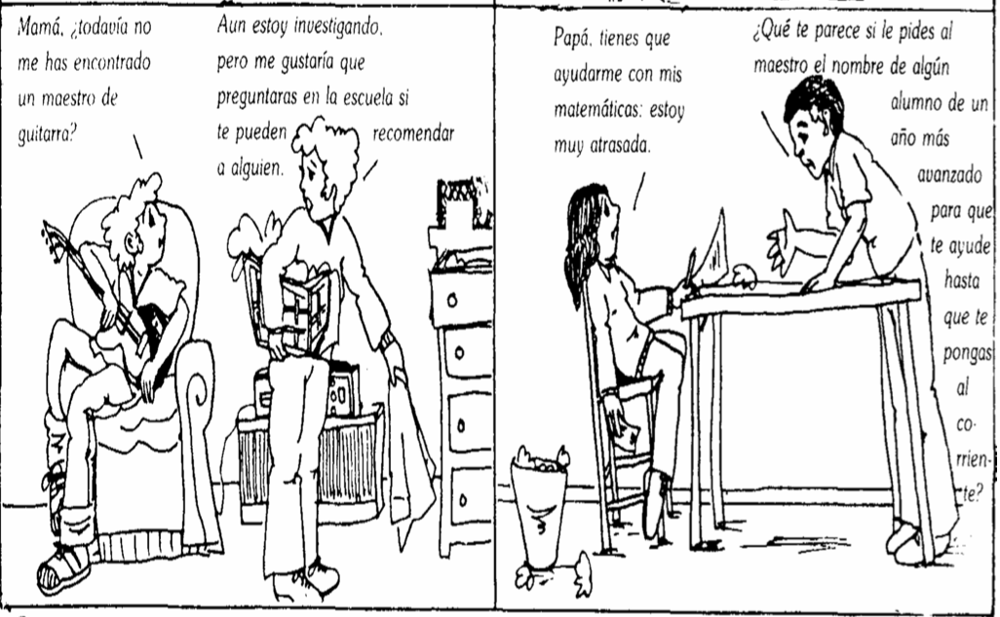 Mamá, ¿todavía no
me has encontrado
un maestro de
guitarra?
Aun estoy investigando,
pero me gustaría que
preguntaras en la escuela si
te pueden recomendar
a alguien.
Papá, tienes que
ayudarme con mis
matemáticas: estoy
muy atrasada.
¿Qué te parece si le pides al
maestro el nombre de algún
alumno de un
año más
avanzado
para que
te ayude
hasta
que te
pongas
al
co-
rrien-
te?